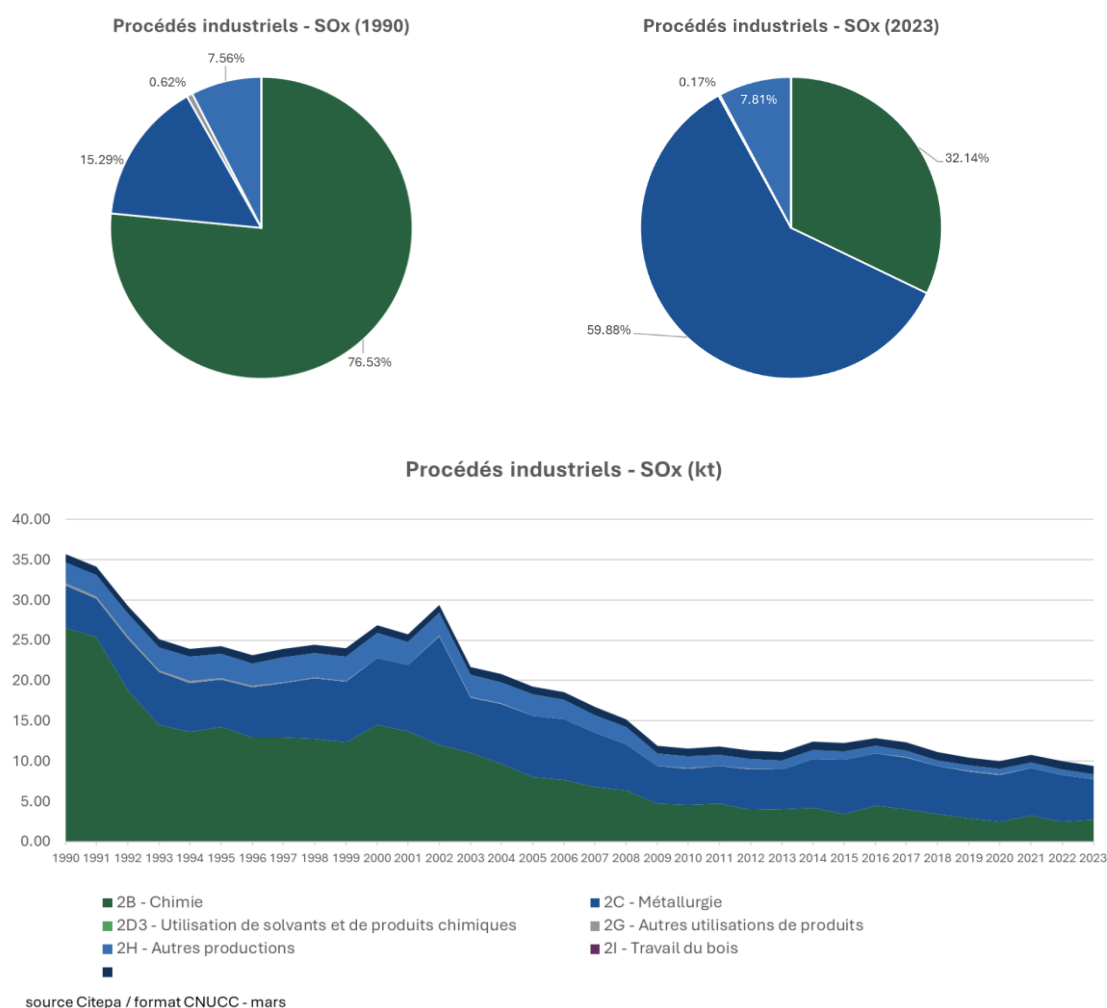 Procédés industriels - SOx (1990)
Procédés industriels - SOx (2023)
7.56%
0.62%
15.29%
76.53%
0.17%
7.81%
32.14%
59.88%
Procédés industriels - SOx (kt)
40.00
35.00
30.00
25.00
20.00
15.00
10.00
5.00
0.00
1990 1991 1992 1993 1994 1995 1996 1997 1998 1999 2000 2001 2002 2003 2004 2005 2006 2007 2008 2009 2010 2011 2012 2013 2014 2015 2016 2017 2018 2019 2020 2021 2022 2023
2B - Chimie
2C - Métallurgie
2D3 - Utilisation de solvants et de produits chimiques
2G - Autres utilisations de produits
2H - Autres productions
2I - Travail du bois
source Citepa / format CNUCC - mars